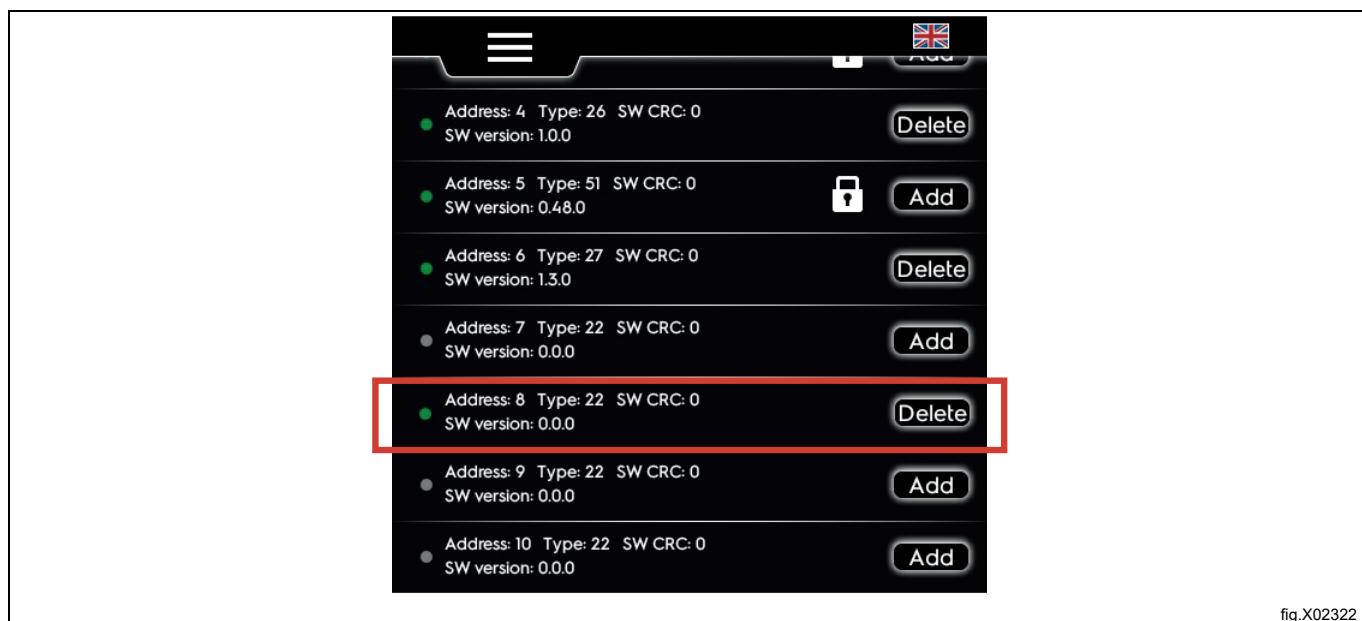 Add
Address: 4 Type: 26 SW CRC: 0
SW version: 1.0.0
Delete
Address: 5 Type: 51 SW CRC: 0
SW version: 0.48.0
Add
Address: 6 Type: 27 SW CRC: 0
SW version: 1.3.0
Delete
Address: 7 Type: 22 SW CRC: 0
SW version: 0.0.0
Add
Address: 8 Type: 22 SW CRC: 0
SW version: 0.0.0
Delete
Address: 9 Type: 22 SW CRC: 0
SW version: 0.0.0
Add
Address: 10 Type: 22 SW CRC: 0
SW version: 0.0.0
Add
fig.X02322